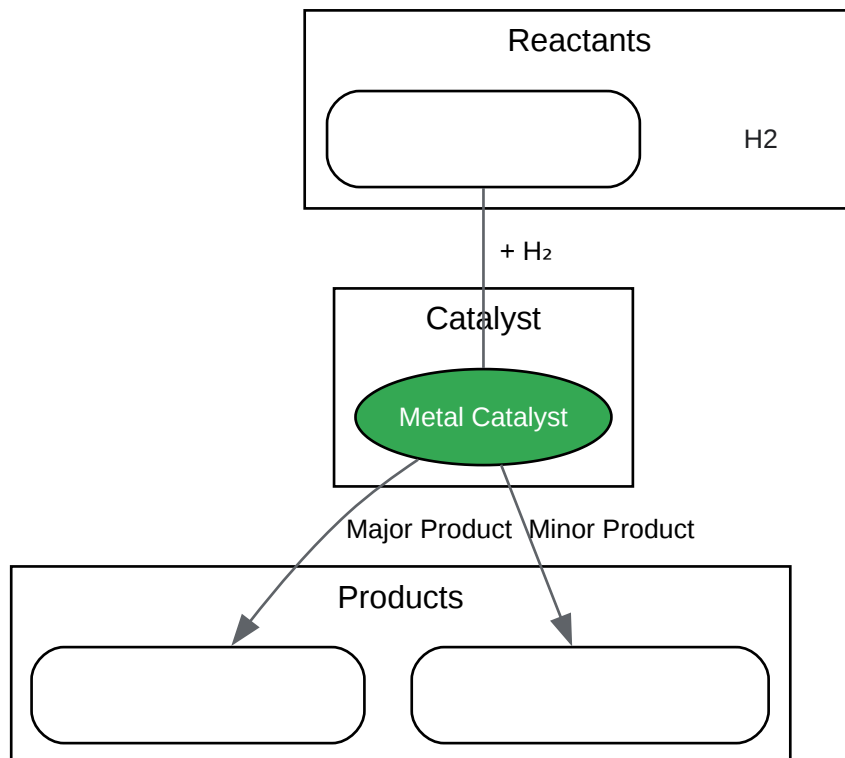 Reactants
H2
+ H₂
Catalyst
Metal Catalyst
Major Product
Minor Product
Products